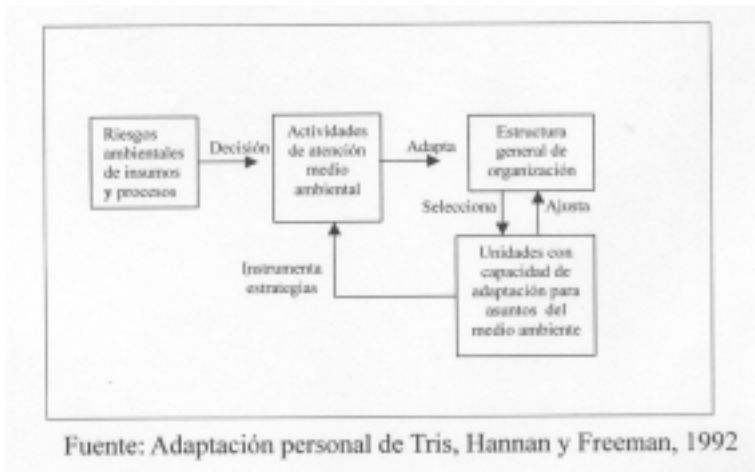 Riesgos
ambientales
de insumos
y procesos
Decisión
Actividades
de atención
medio
ambiental
Adapta
Estructura
general de
organización
Selecciona
Ajusta
Instrumenta
estrategias
Unidades con
capacidad de
adaptación para
asuntos del
medio ambiente
Fuente: Adaptación personal de Tris, Hannan y Freeman, 1992